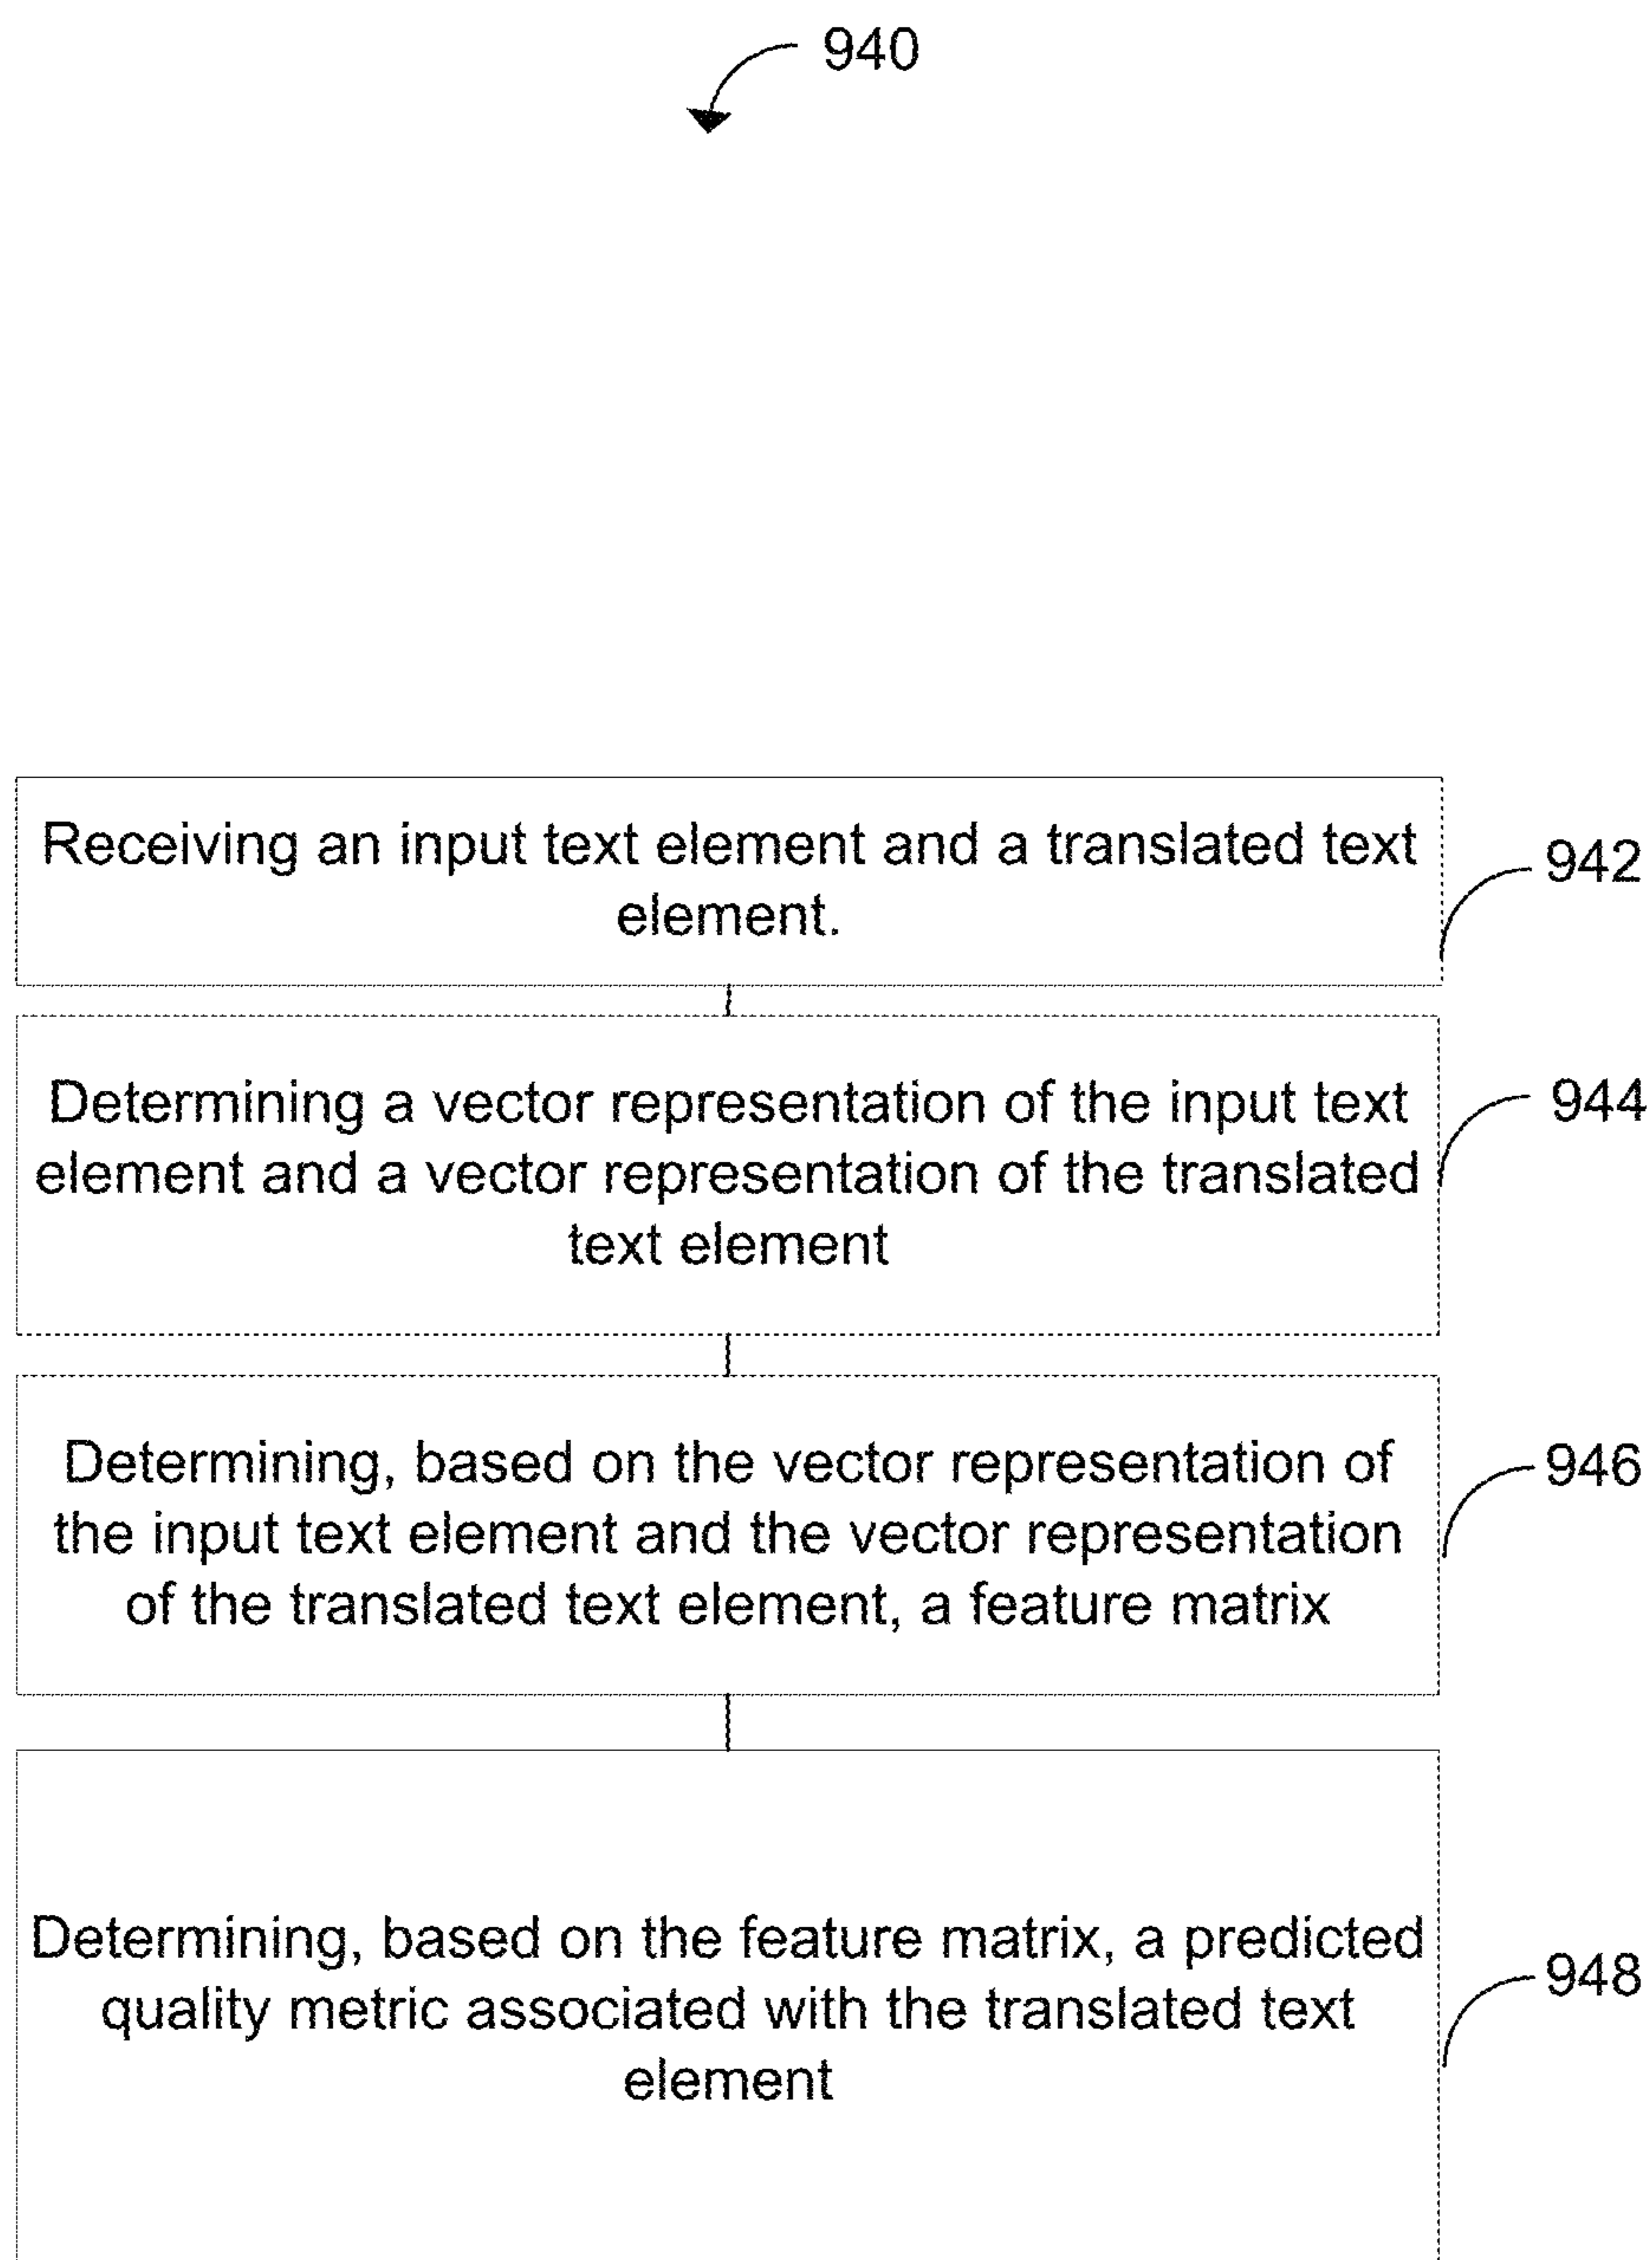 940
Receiving an input text element and a translated text
element.
942
Determining a vector representation of the input text
element and a vector representation of the translated
text element
944
Determining, based on the vector representation of
the input text element and the vector representation
of the translated text element, a feature matrix
946
Determining, based on the feature matrix, a predicted
quality metric associated with the translated text
element
948